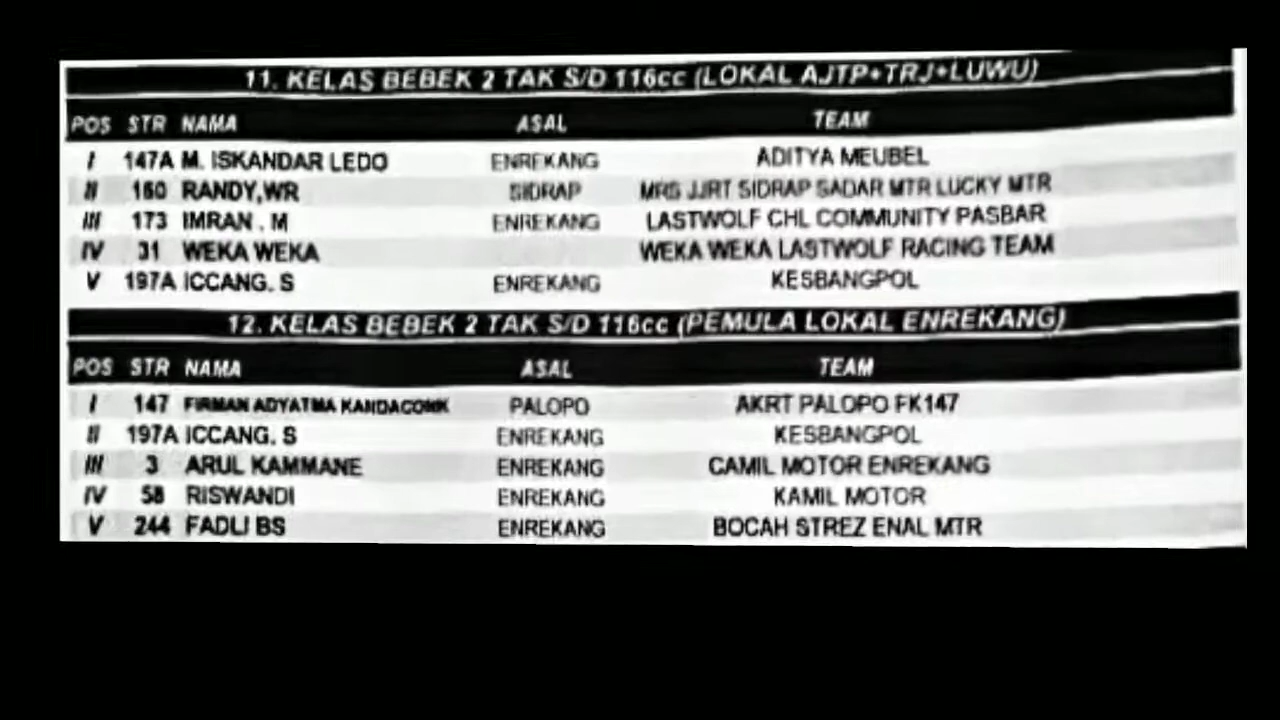 11. KELAS BEBEK 2 TAK S/D 116cc (LOKAL AJTP+TRJ+LUWU)
POS STR NAMA ASAL TEAM
I 147A M. ISKANDAR LEDO ENREKANG ADITYA MEUBEL
II 160 RANDY,WR SIDRAP MRS JJRT SIDRAP SADAR MTR LUCKY MTR
III 173 IMRAN . M ENREKANG LASTWOLF CHL COMMUNITY PASBAR
IV 31 WEKA WEKA WEKA WEKA LASTWOLF RACING TEAM
V 197A ICCANG. S ENREKANG KESBANGPOL
12. KELAS BEBEK 2 TAK S/D 116cc (PEMULA LOKAL ENREKANG)
POS STR NAMA ASAL TEAM
I 147 FIRMAN ADYATMA PALOPO AKRT PALOPO FK147
II 197A ICCANG. S ENREKANG KESBANGPOL
III 3 ARUL KAMMANE ENREKANG CAMIL MOTOR ENREKANG
IV 58 RISWANDI ENREKANG KAMIL MOTOR
V 244 FADLI BS ENREKANG BOCAH STREZ ENAL MTR